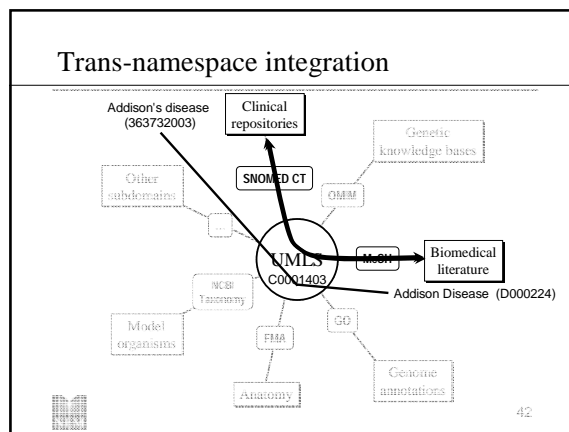 Trans-namespace integration
Addison's disease
(363732003)
Clinical
repositories
Genetic
knowledge bases
SNOMED CT
Other
subdomains
OMIM
...
UMLS
C0001403
MeSH
Biomedical
literature
NCBI
Taxonomy
Addison Disease (D000224)
GO
Model
organisms
FMA
Genome
annotations
Anatomy
42